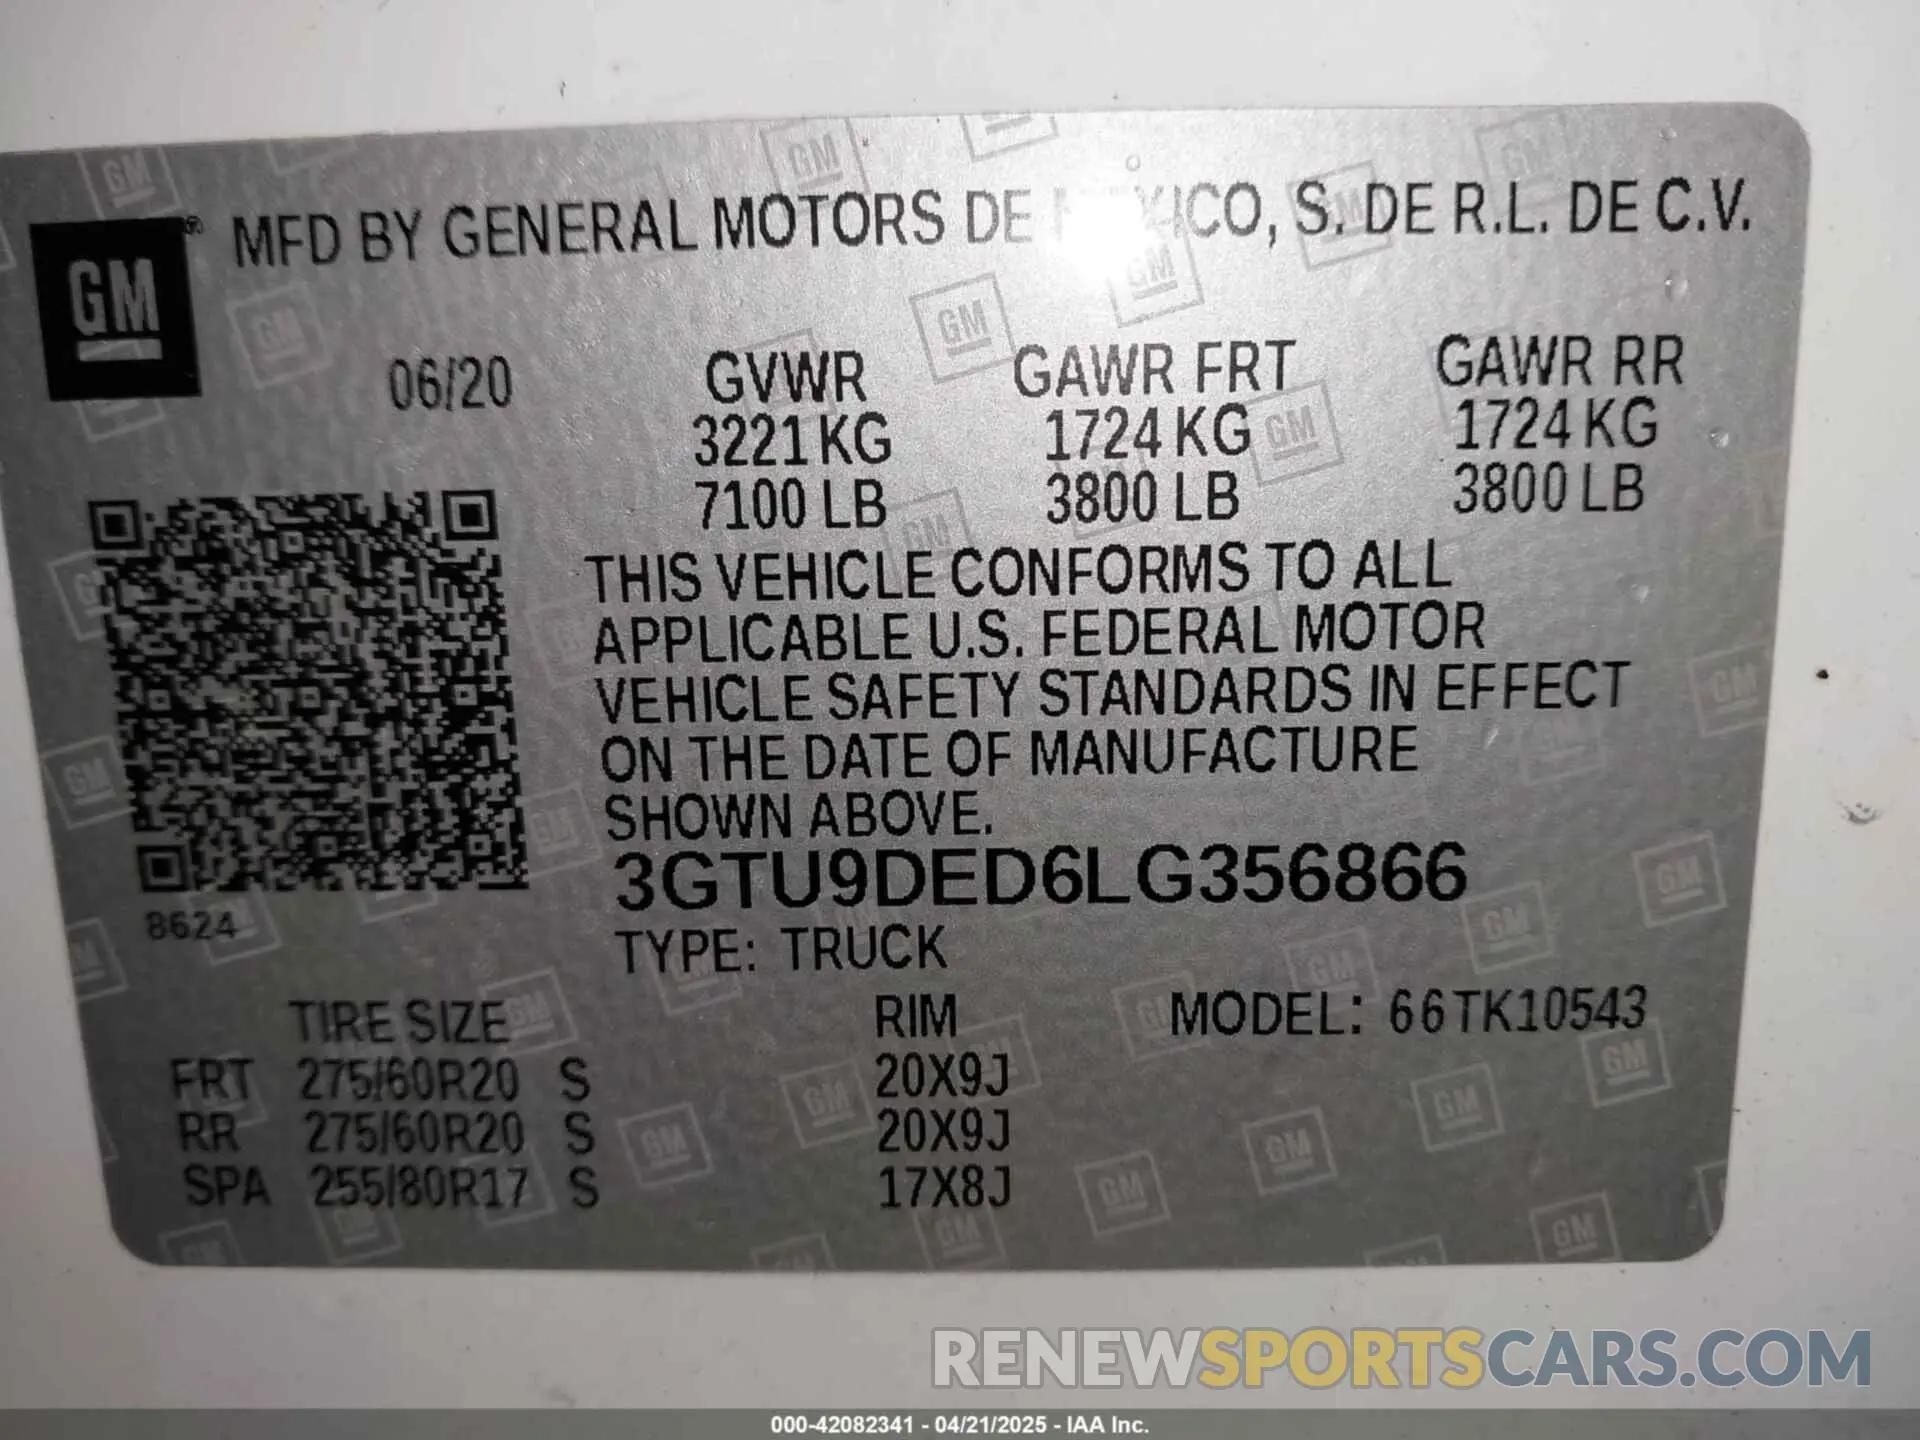 GM® MFD BY GENERAL MOTORS DE MEXICO, S. DE R.L. DE C.V.
06/20 GVWR GAWR FRT GAWR RR
3221 KG 1724 KG 1724 KG
7100 LB 3800 LB 3800 LB
THIS VEHICLE CONFORMS TO ALL
APPLICABLE U.S. FEDERAL MOTOR
VEHICLE SAFETY STANDARDS IN EFFECT
ON THE DATE OF MANUFACTURE
SHOWN ABOVE.
3GTU9DED6LG356866
8624
TYPE: TRUCK
TIRE SIZE RIM MODEL: 66TK10543
FRT 275/60R20 S 20X9J
RR 275/60R20 S 20X9J
SPA 255/80R17 S 17X8J
RENEWSPORTSCARS.COM
000-42082341 - 04/21/2025 - IAA Inc.